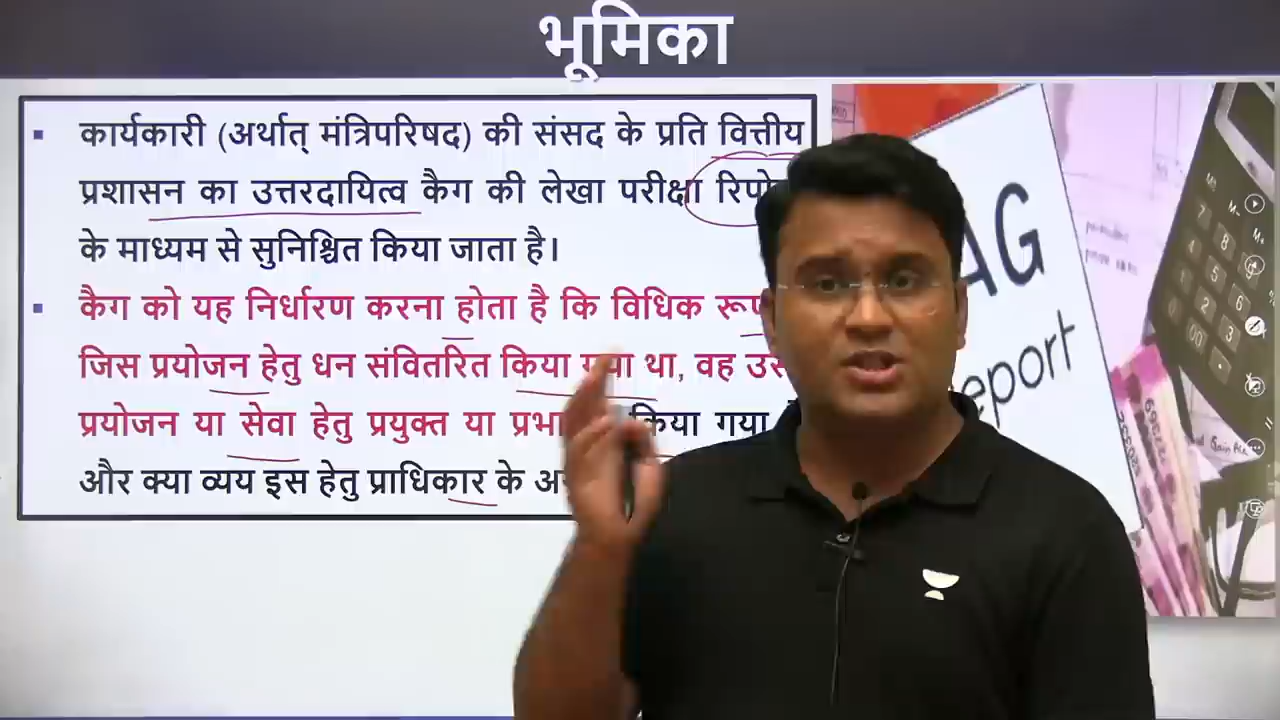 भूमिका
▪ कार्यकारी (अर्थात् मंत्रिपरिषद) की संसद के प्रति वित्तीय
प्रशासन का उत्तरदायित्व कैग की लेखा परीक्षा
के माध्यम से सुनिश्चित किया जाता है।
▪ कैग को यह निर्धारण करना होता है कि विधिक
जिस प्रयोजन हेतु धन संवितरित किया गया था, वह
प्रयोजन या सेवा हेतु प्रयुक्त या किया गया
और क्या व्यय इस हेतु प्राधिकार के
AG
eport